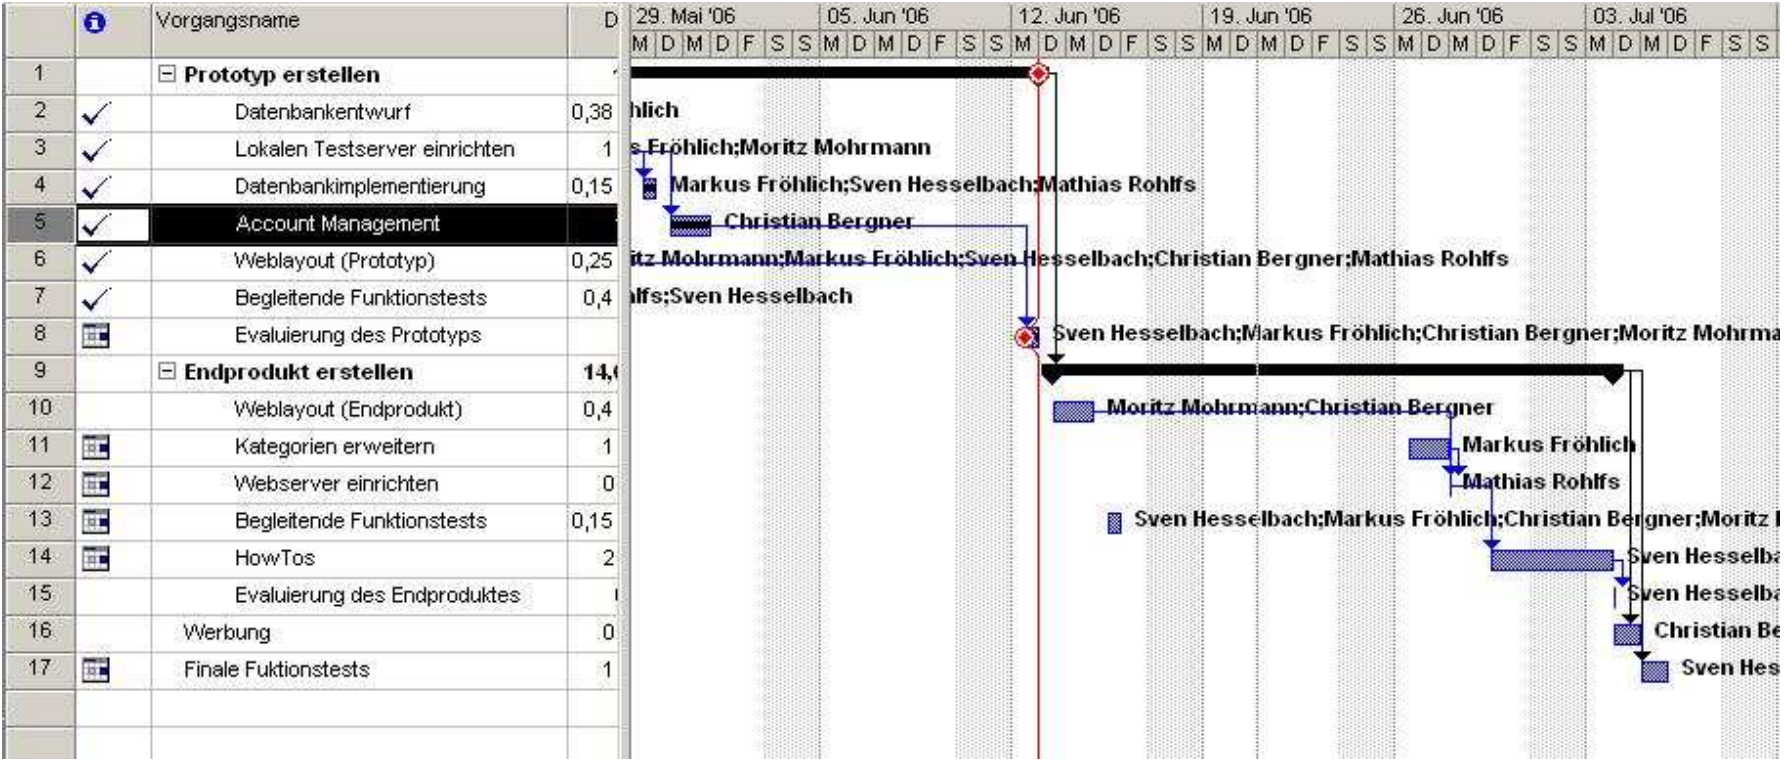 Vorgangsname D 29. Mai '06 05. Jun '06 12. Jun '06 19. Jun '06 26. Jun '06 03. Jul '06
M D M D F S S M D M D F S S M D M D F S S M D M D F S S M D M D F S S M D M D F S S
1 Prototyp erstellen
2 Datenbankentwurf 0,38 hlich
3 Lokalen Testserver einrichten 1 s Fröhlich;Moritz Mohrmann
4 Datenbankimplementierung 0,15 Markus Fröhlich;Sven Hesselbach;Mathias Rohlfs
5 Account Management Christian Bergner
6 Weblayout (Prototyp) 0,25 itz Mohrmann;Markus Fröhlich;Sven Hesselbach;Christian Bergner;Mathias Rohlfs
7 Begleitende Funktionstests 0,4 lfs;Sven Hesselbach
8 Evaluierung des Prototyps Sven Hesselbach;Markus Fröhlich;Christian Bergner;Moritz Mohrma
9 Endprodukt erstellen 14,
10 Weblayout (Endprodukt) 0,4 Moritz Mohrmann;Christian Bergner
11 Kategorien erweitern 1 Markus Fröhlich
12 Webserver einrichten 0 Mathias Rohlfs
13 Begleitende Funktionstests 0,15 Sven Hesselbach;Markus Fröhlich;Christian Bergner;Moritz
14 HowTos 2 Sven Hesselba
15 Evaluierung des Endproduktes Sven Hesselba
16 Werbung 0 Christian Be
17 Finale Fuktionstests 1 Sven Hes